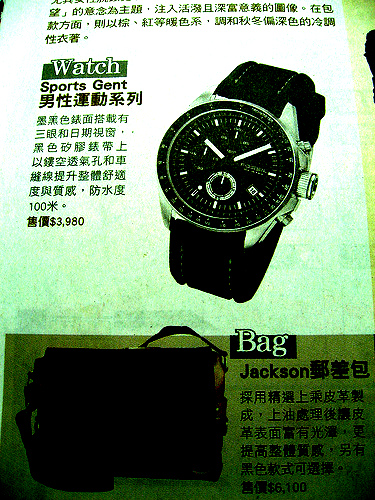 望」的意念為主題，注入活潑且深富意義的圖像。在包
款方面，則以棕、紅等暖色系，調和秋冬偏深色的冷調
性衣著。
Watch
Sports Gent
男性運動系列
墨黑色錶面搭載有
三眼和日期視窗，
黑色矽膠錶帶上
以鏤空透氣孔和車
縫線提升整體舒適
度與質感，防水度
100米。
售價$3,980
Bag
Jackson郵差包
採用精選上乘皮革製
成，上油處理後讓皮
革表面富有光澤，更
提高整體質感，另有
黑色款式可選擇。
售價$6,100